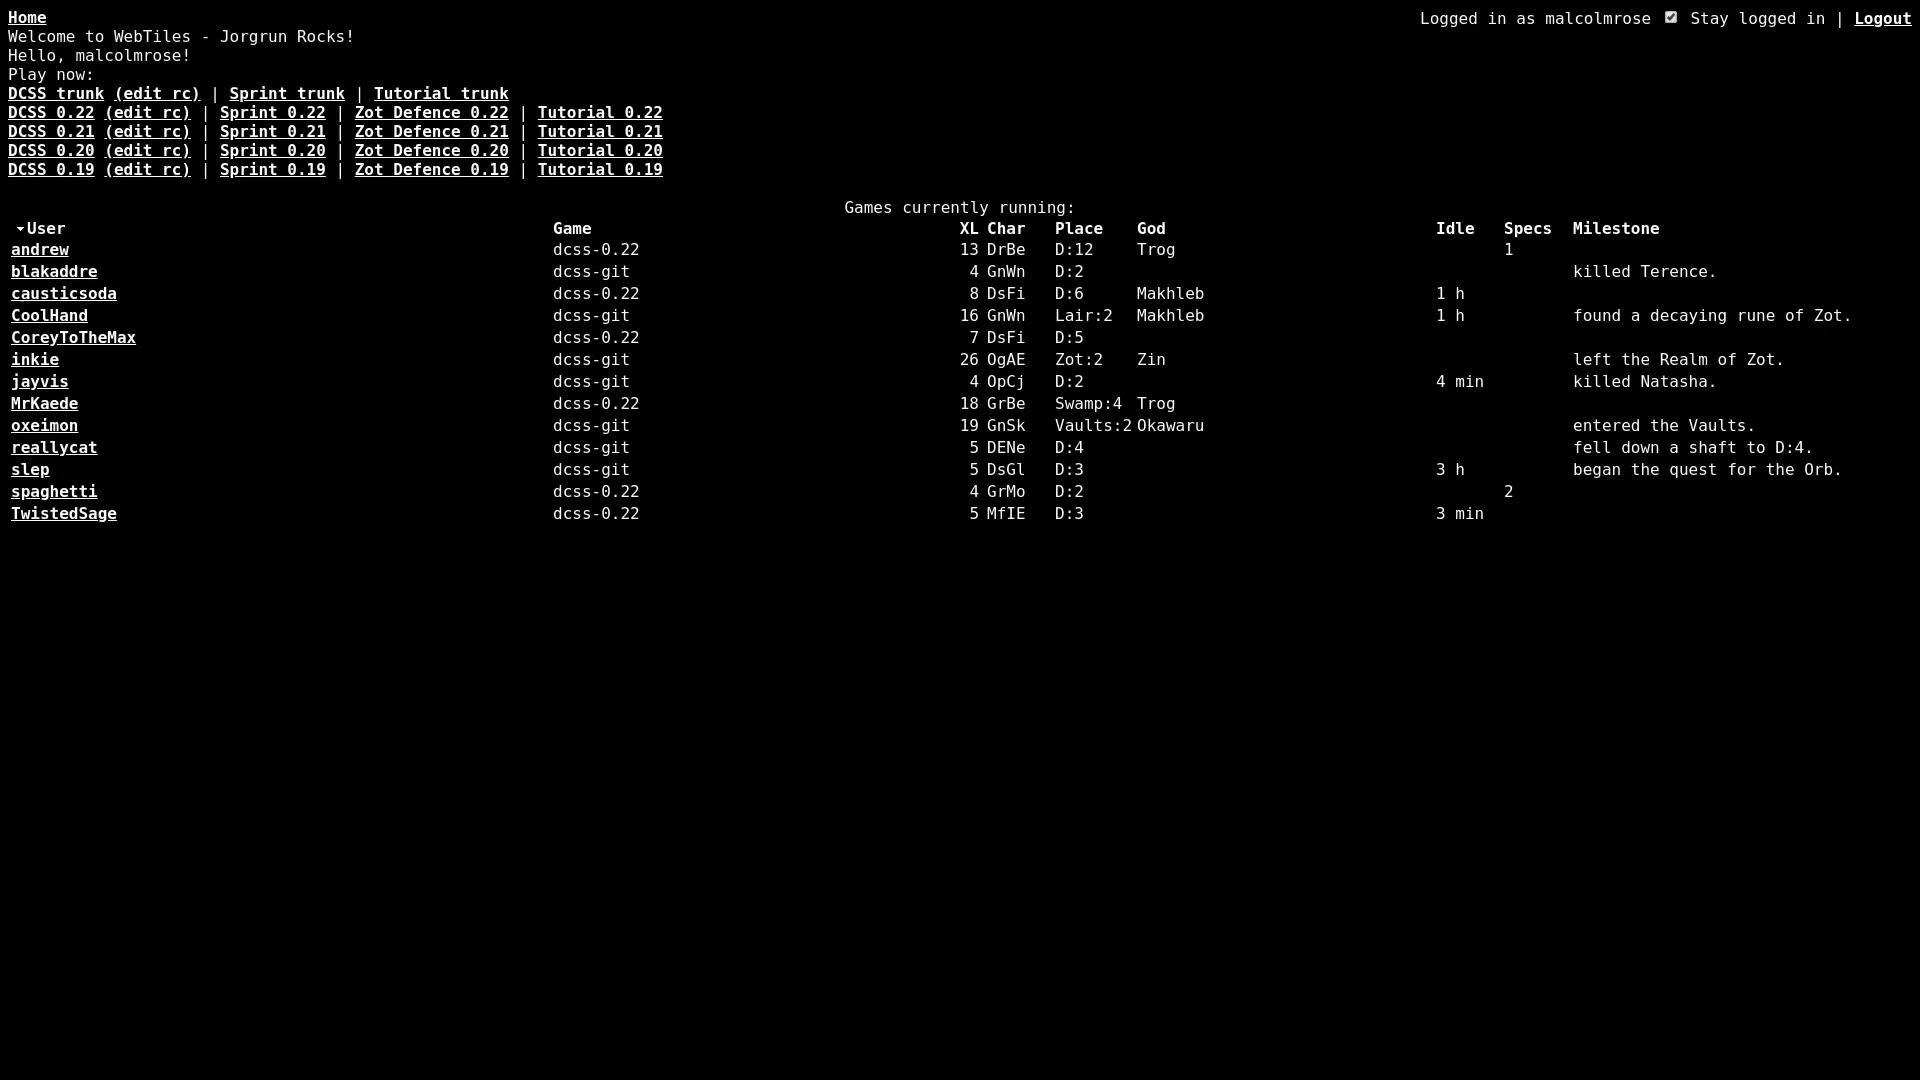 Home
Logged in as malcolmrose Stay logged in | Logout
Welcome to WebTiles - Jorgrun Rocks!
Hello, malcolmrose!
Play now:
DCSS trunk (edit rc) | Sprint trunk | Tutorial trunk
DCSS 0.22 (edit rc) | Sprint 0.22 | Zot Defence 0.22 | Tutorial 0.22
DCSS 0.21 (edit rc) | Sprint 0.21 | Zot Defence 0.21 | Tutorial 0.21
DCSS 0.20 (edit rc) | Sprint 0.20 | Zot Defence 0.20 | Tutorial 0.20
DCSS 0.19 (edit rc) | Sprint 0.19 | Zot Defence 0.19 | Tutorial 0.19
Games currently running:
User Game XL Char Place God Idle Specs Milestone
andrew dcss-0.22 13 DrBe D:12 Trog 1
blakaddre dcss-git 4 GnWn D:2 killed Terence.
causticsoda dcss-0.22 8 DsFi D:6 Makhleb 1 h
CoolHand dcss-git 16 GnWn Lair:2 Makhleb 1 h found a decaying rune of Zot.
CoreyToTheMax dcss-0.22 7 DsFi D:5
inkie dcss-git 26 OgAE Zot:2 Zin left the Realm of Zot.
jayvis dcss-git 4 OpCj D:2 4 min killed Natasha.
MrKaede dcss-0.22 18 GrBe Swamp:4 Trog
oxeimon dcss-git 19 GnSk Vaults:2 Okawaru entered the Vaults.
reallycat dcss-git 5 DENe D:4 fell down a shaft to D:4.
slep dcss-git 5 DsGl D:3 3 h began the quest for the Orb.
spaghetti dcss-0.22 4 GrMo D:2 2
TwistedSage dcss-0.22 5 MfIE D:3 3 min